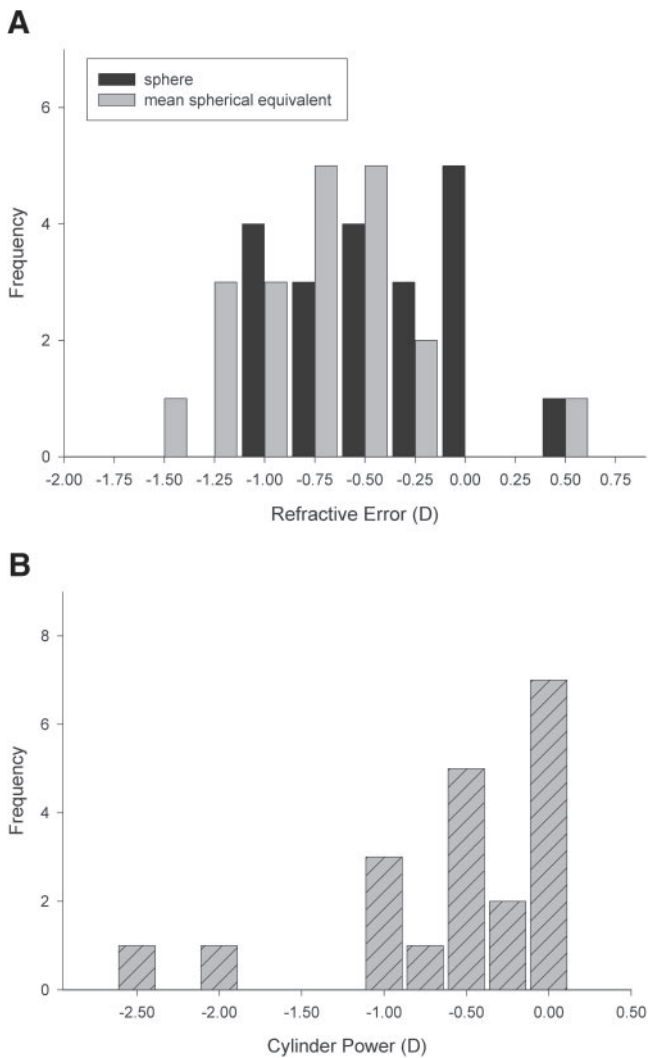 A
sphere
mean spherical equivalent
6
4
2
0
Frequency
-2.00 -1.75 -1.50 -1.25 -1.00 -0.75 -0.50 -0.25 0.00 0.25 0.50 0.75
Refractive Error (D)
B
8
6
4
2
0
Frequency
-2.50 -2.00 -1.50 -1.00 -0.50 0.00 0.50
Cylinder Power (D)